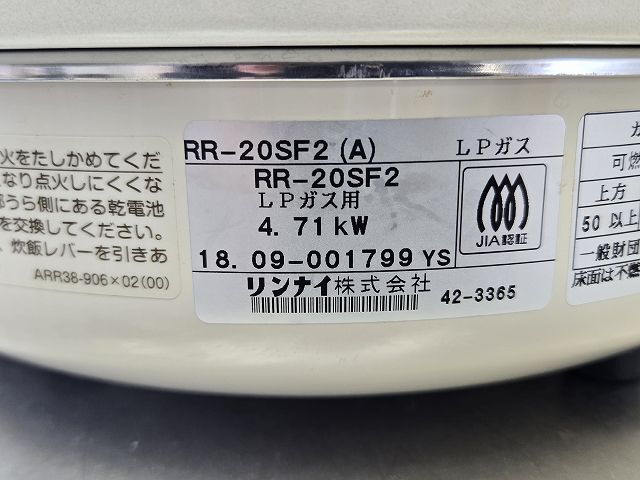 火をたしかめてくだ
なり点火しにくくな
うら側にある乾電池
を交換してください。
炊飯レバーを引きあ
ARR38-906×02(00)
RR-20SF2 (A) LPガス
RR-20SF2
LPガス用
4.71kW
JIA認証
18.09-001799 YS
リンナイ株式会社
42-3365
可燃
上方
50以上
一般財団
床面は不